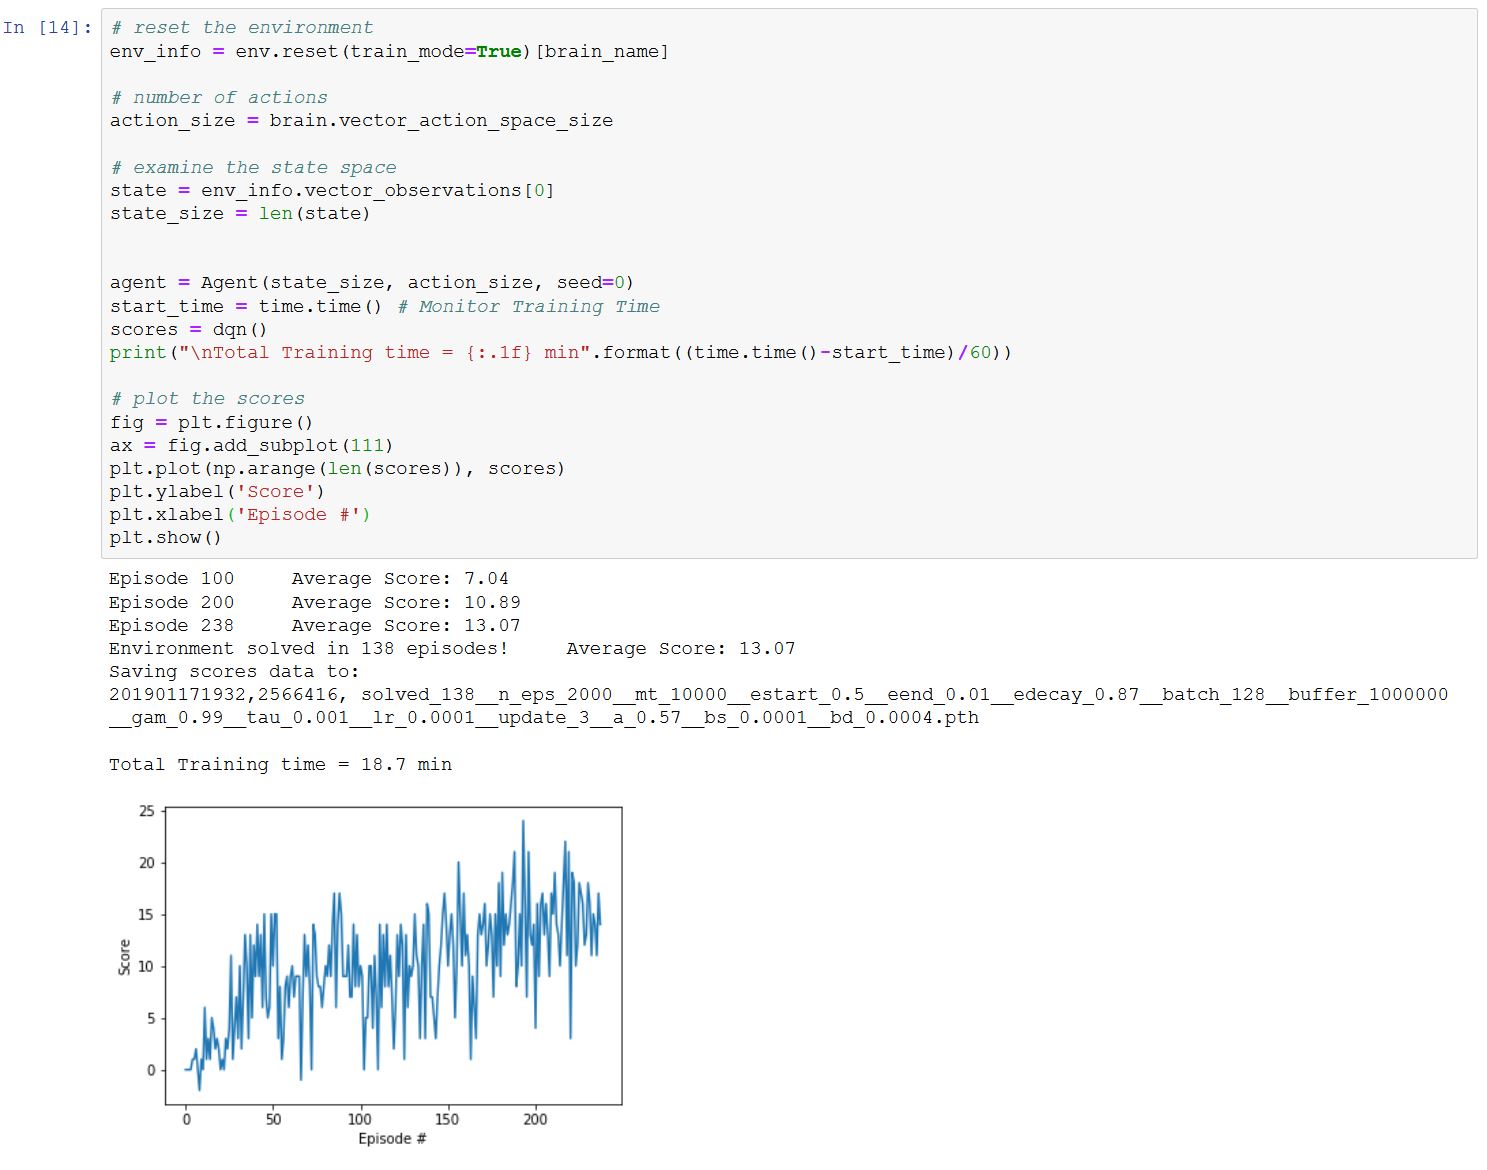 In [14]:
# reset the environment
env_info = env.reset(train_mode=True)[brain_name]
# number of actions
action_size = brain.vector_action_space_size
# examine the state space
state = env_info.vector_observations[0]
state_size = len(state)
agent = Agent(state_size, action_size, seed=0)
start_time = time.time() # Monitor Training Time
scores = dqn()
print("\nTotal Training time = {:.1f} min".format((time.time()-start_time)/60))
# plot the scores
fig = plt.figure()
ax = fig.add_subplot(111)
plt.plot(np.arange(len(scores)), scores)
plt.ylabel('Score')
plt.xlabel('Episode #')
plt.show()
Episode 100     Average Score: 7.04
Episode 200     Average Score: 10.89
Episode 238     Average Score: 13.07
Environment solved in 138 episodes!     Average Score: 13.07
Saving scores data to:
201901171932,2566416, solved_138__n_eps_2000__mt_10000__estart_0.5__eend_0.01__edecay_0.87__batch_128__buffer_1000000
__gam_0.99__tau_0.001__lr_0.0001__update_3__a_0.57__bs_0.0001__bd_0.0004.pth
Total Training time = 18.7 min
25
20
15
10
5
0
Score
0 50 100 150 200
Episode #